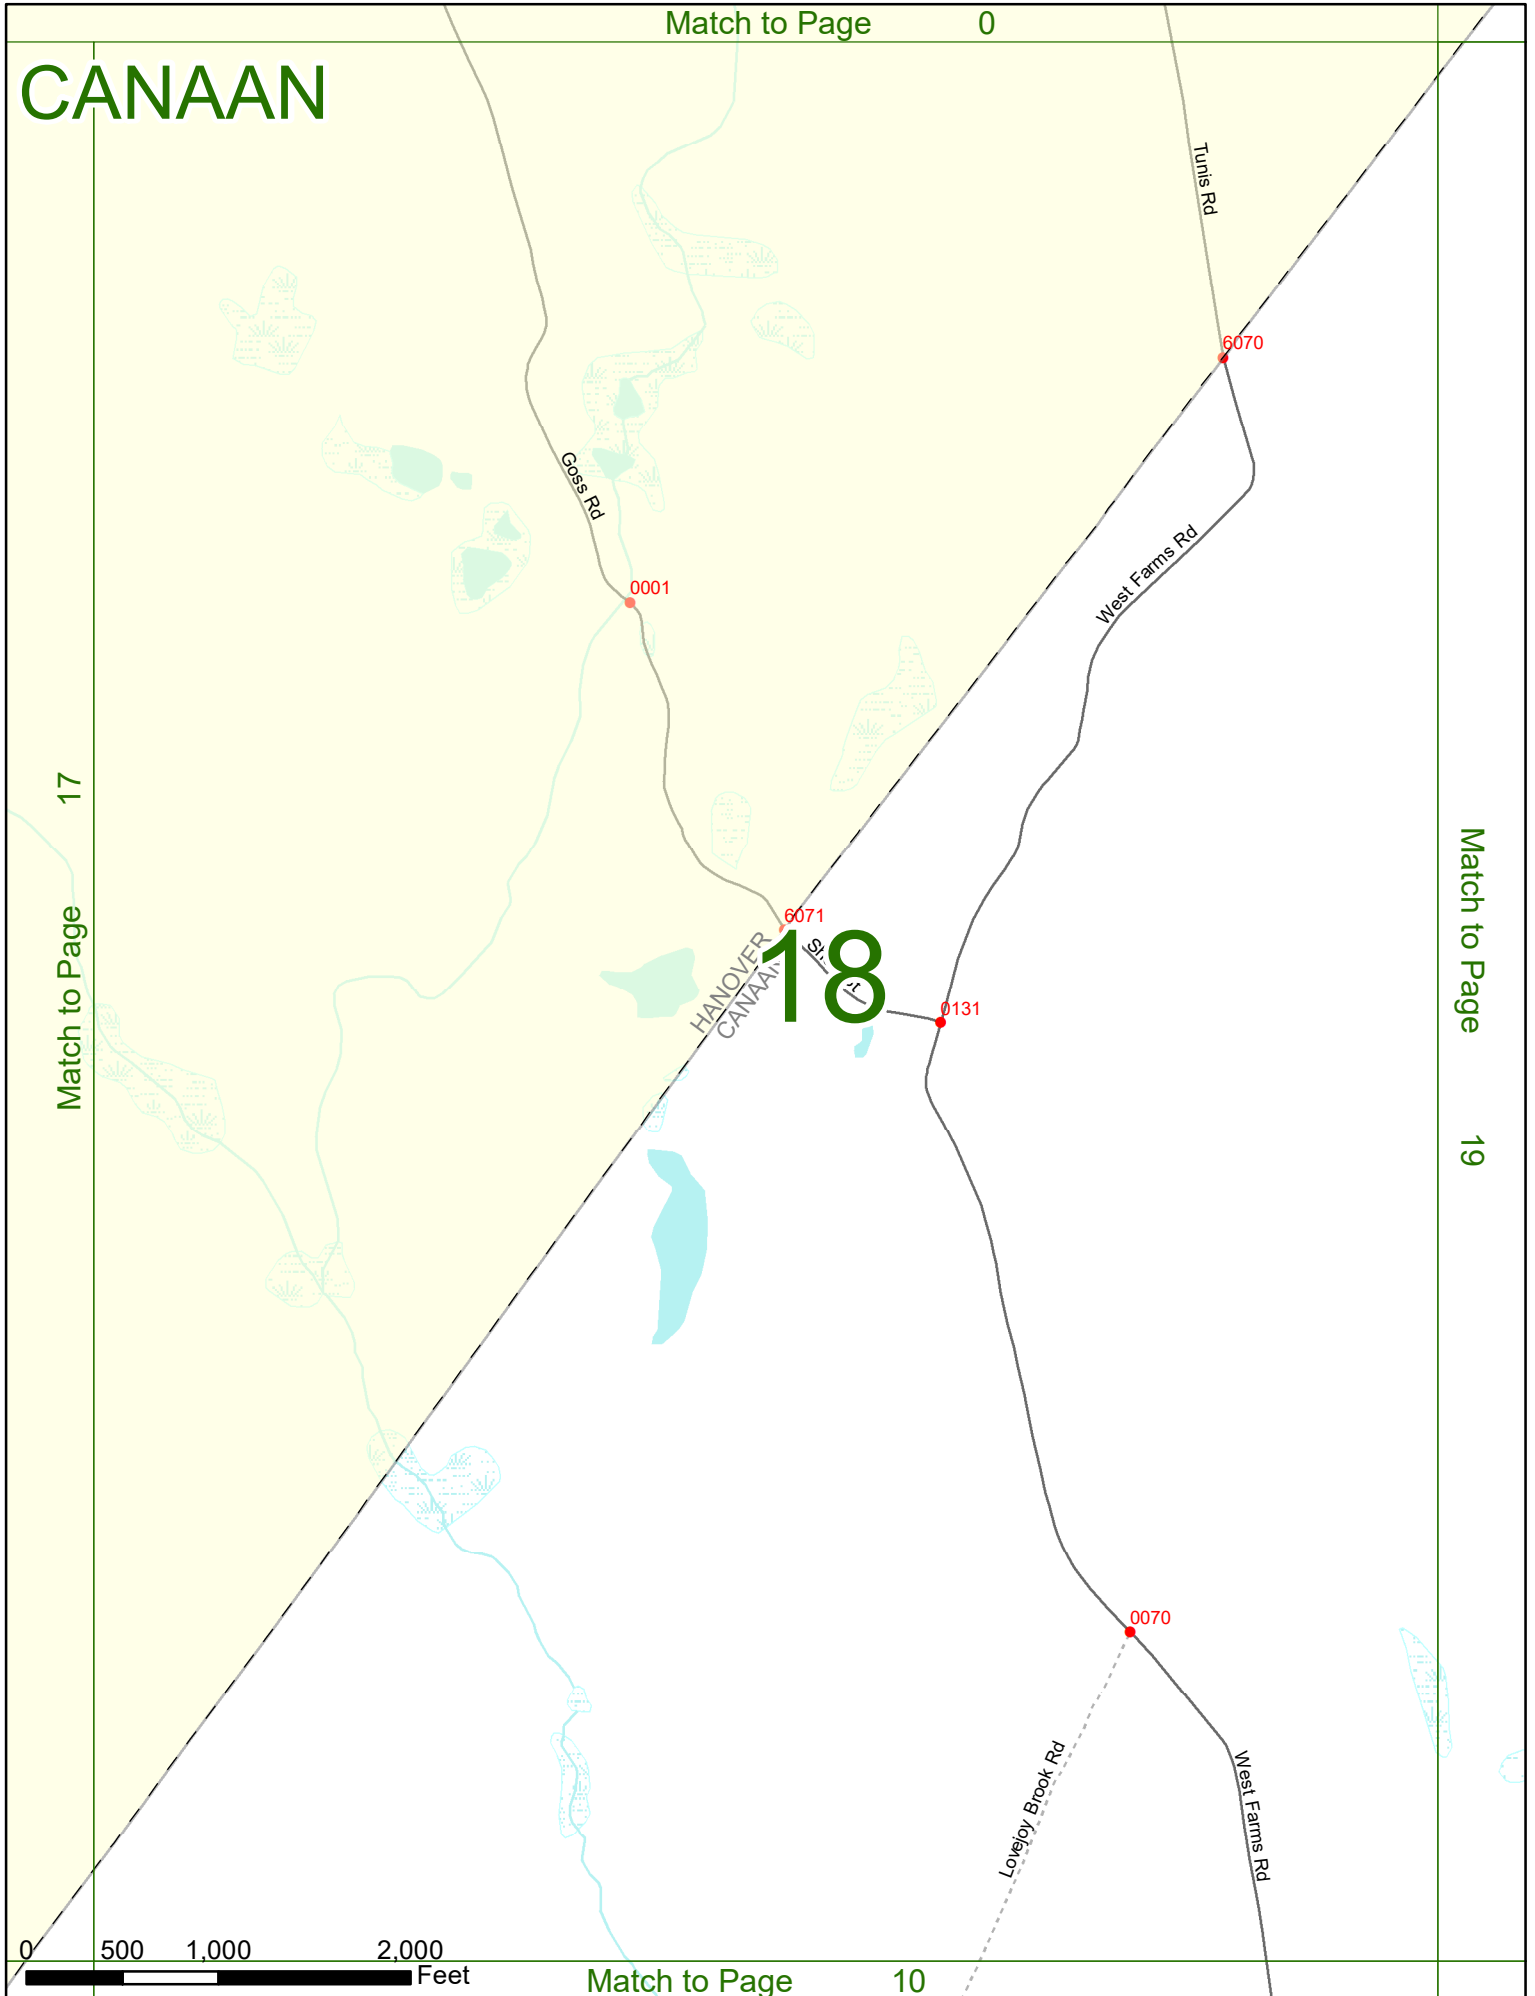 Match to Page 0
CANAAN
Tunis Rd
6070
Goss Rd
West Farms Rd
0001
17
Match to Page
Match to Page
19
6071
HANOVER
CANAAN
18
0131
0070
Lovejoy Brook Rd
West Farms Rd
0 500 1,000 2,000
Feet
Match to Page 10